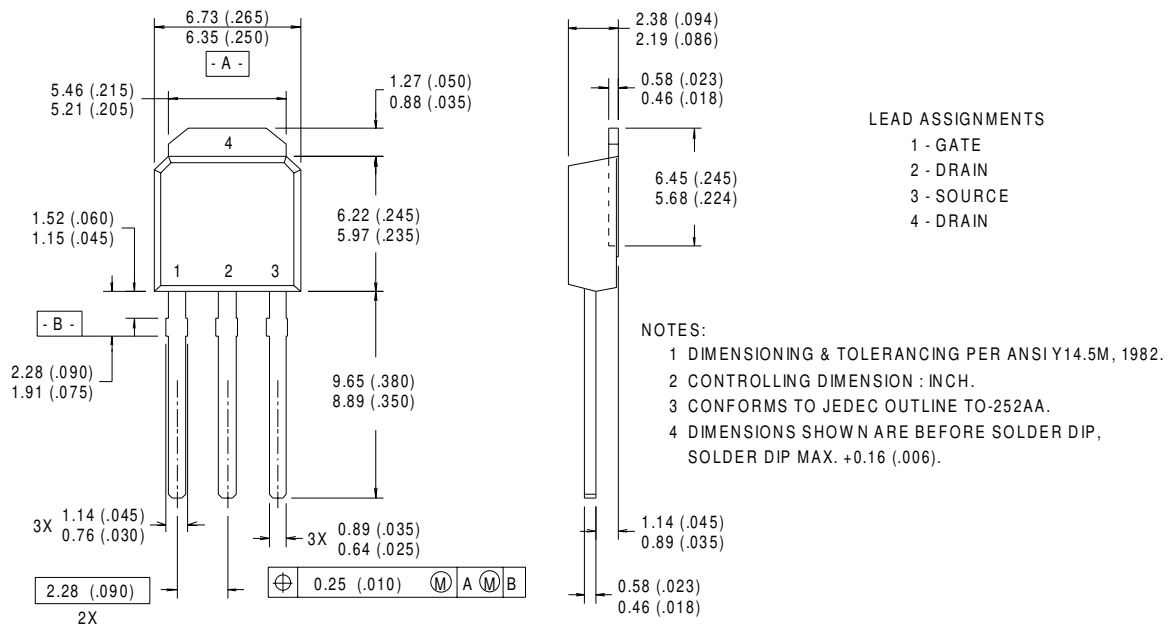 6.73 (.265)
6.35 (.250)
- A -
5.46 (.215)
5.21 (.205)
1.27 (.050)
0.88 (.035)
4
1.52 (.060)
1.15 (.045)
6.22 (.245)
5.97 (.235)
1 2 3
- B -
2.28 (.090)
1.91 (.075)
9.65 (.380)
8.89 (.350)
3X 1.14 (.045)
0.76 (.030)
3X 0.89 (.035)
0.64 (.025)
2.28 (.090)
2X
⌖ 0.25 (.010) Ⓜ A Ⓜ B
2.38 (.094)
2.19 (.086)
0.58 (.023)
0.46 (.018)
6.45 (.245)
5.68 (.224)
1.14 (.045)
0.89 (.035)
0.58 (.023)
0.46 (.018)
LEAD ASSIGNMENTS
1 - GATE
2 - DRAIN
3 - SOURCE
4 - DRAIN
NOTES:
1 DIMENSIONING & TOLERANCING PER ANSI Y14.5M, 1982.
2 CONTROLLING DIMENSION : INCH.
3 CONFORMS TO JEDEC OUTLINE TO-252AA.
4 DIMENSIONS SHOWN ARE BEFORE SOLDER DIP,
SOLDER DIP MAX. +0.16 (.006).